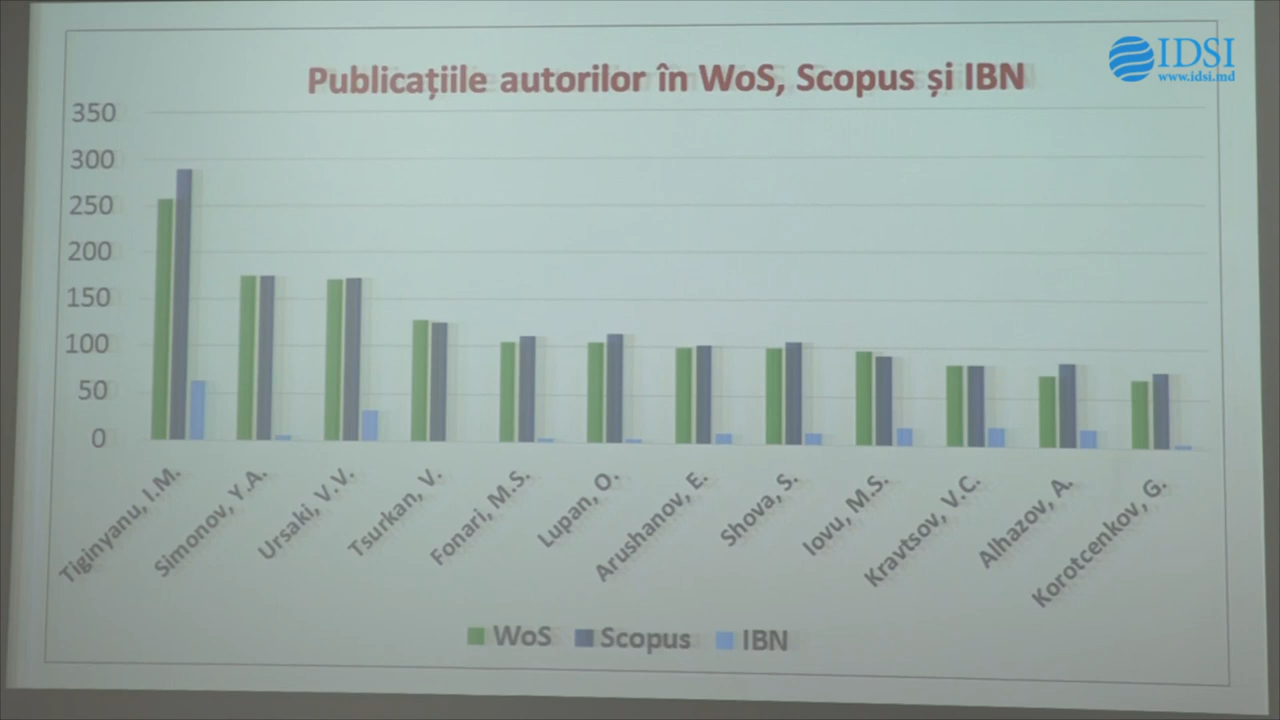 IDSI
www.idsi.md
Publicațiile autorilor în WoS, Scopus și IBN
350
300
250
200
150
100
50
0
Tiginyanu, I.M.
Simonov, Y.A.
Ursaki, V.V.
Tsurkan, V.
Fonari, M.S.
Lupan, O.
Arushanov, E.
Shova, S.
Iovu, M.S.
Kravtsov, V.C.
Alhazov, A.
Korotcenkov, G.
WoS Scopus IBN